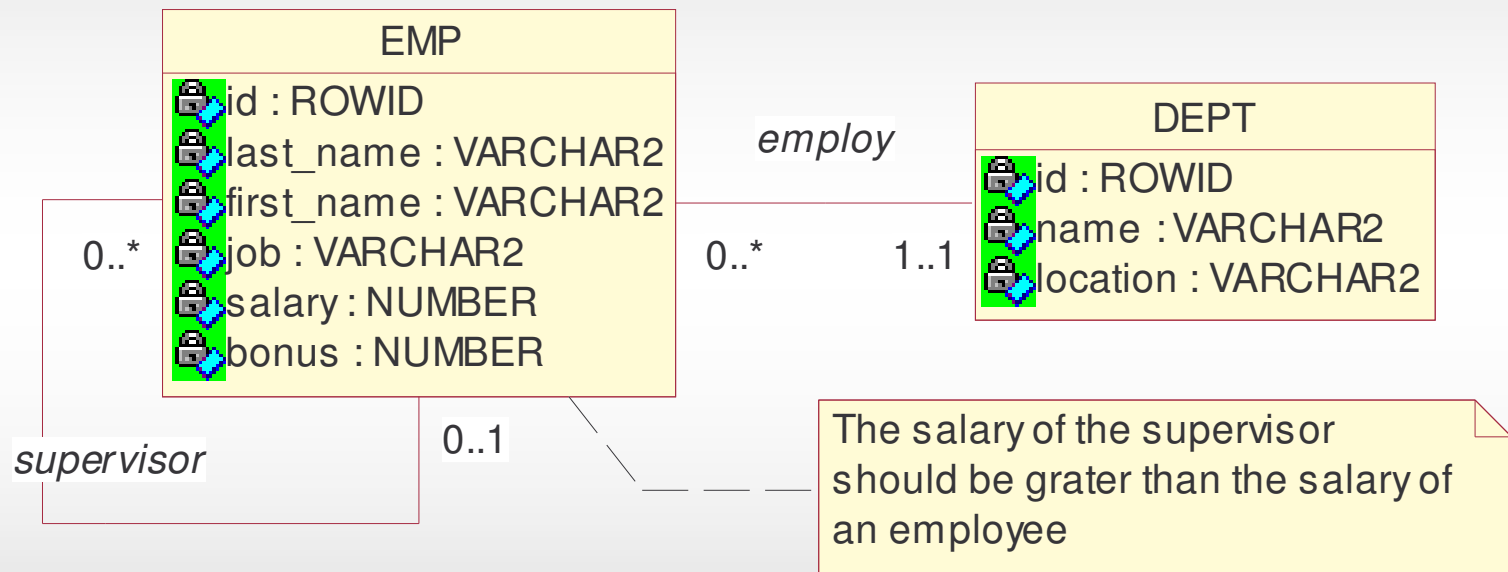 EMP
id : ROWID
last_name : VARCHAR2
first_name : VARCHAR2
job : VARCHAR2
salary : NUMBER
bonus : NUMBER
employ
0..*
1..1
DEPT
id : ROWID
name : VARCHAR2
location : VARCHAR2
0..*
supervisor
0..1
The salary of the supervisor
should be grater than the salary of
an employee